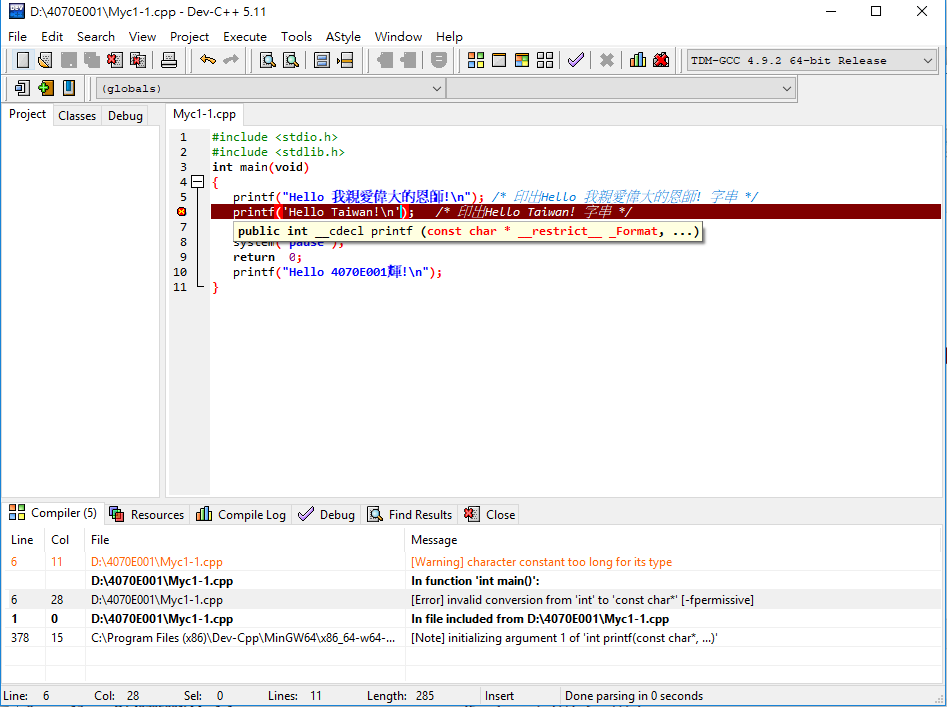 D:\4070E001\Myc1-1.cpp - Dev-C++ 5.11
File Edit Search View Project Execute Tools AStyle Window Help
TDM-GCC 4.9.2 64-bit Release
(globals)
Project Classes Debug
Myc1-1.cpp
1 #include <stdio.h>
2 #include <stdlib.h>
3 int main(void)
4 {
5 printf("Hello 我親愛偉大的恩師!\n"); /* 印出Hello 我親愛偉大的恩師! 字串 */
printf('Hello Taiwan!\n'); /* 印出Hello Taiwan! 字串 */
7
public int __cdecl printf (const char * __restrict__ _Format, ...)
8 system("pause");
9 return 0;
10 printf("Hello 4070E001輝!\n");
11 }
Compiler (5) Resources Compile Log Debug Find Results Close
Line Col File Message
6 11 D:\4070E001\Myc1-1.cpp [Warning] character constant too long for its type
D:\4070E001\Myc1-1.cpp In function 'int main()':
6 28 D:\4070E001\Myc1-1.cpp [Error] invalid conversion from 'int' to 'const char*' [-fpermissive]
1 0 D:\4070E001\Myc1-1.cpp In file included from D:\4070E001\Myc1-1.cpp
378 15 C:\Program Files (x86)\Dev-Cpp\MinGW64\x86_64-w64-... [Note] initializing argument 1 of 'int printf(const char*, ...)'
Line: 6 Col: 28 Sel: 0 Lines: 11 Length: 285 Insert Done parsing in 0 seconds